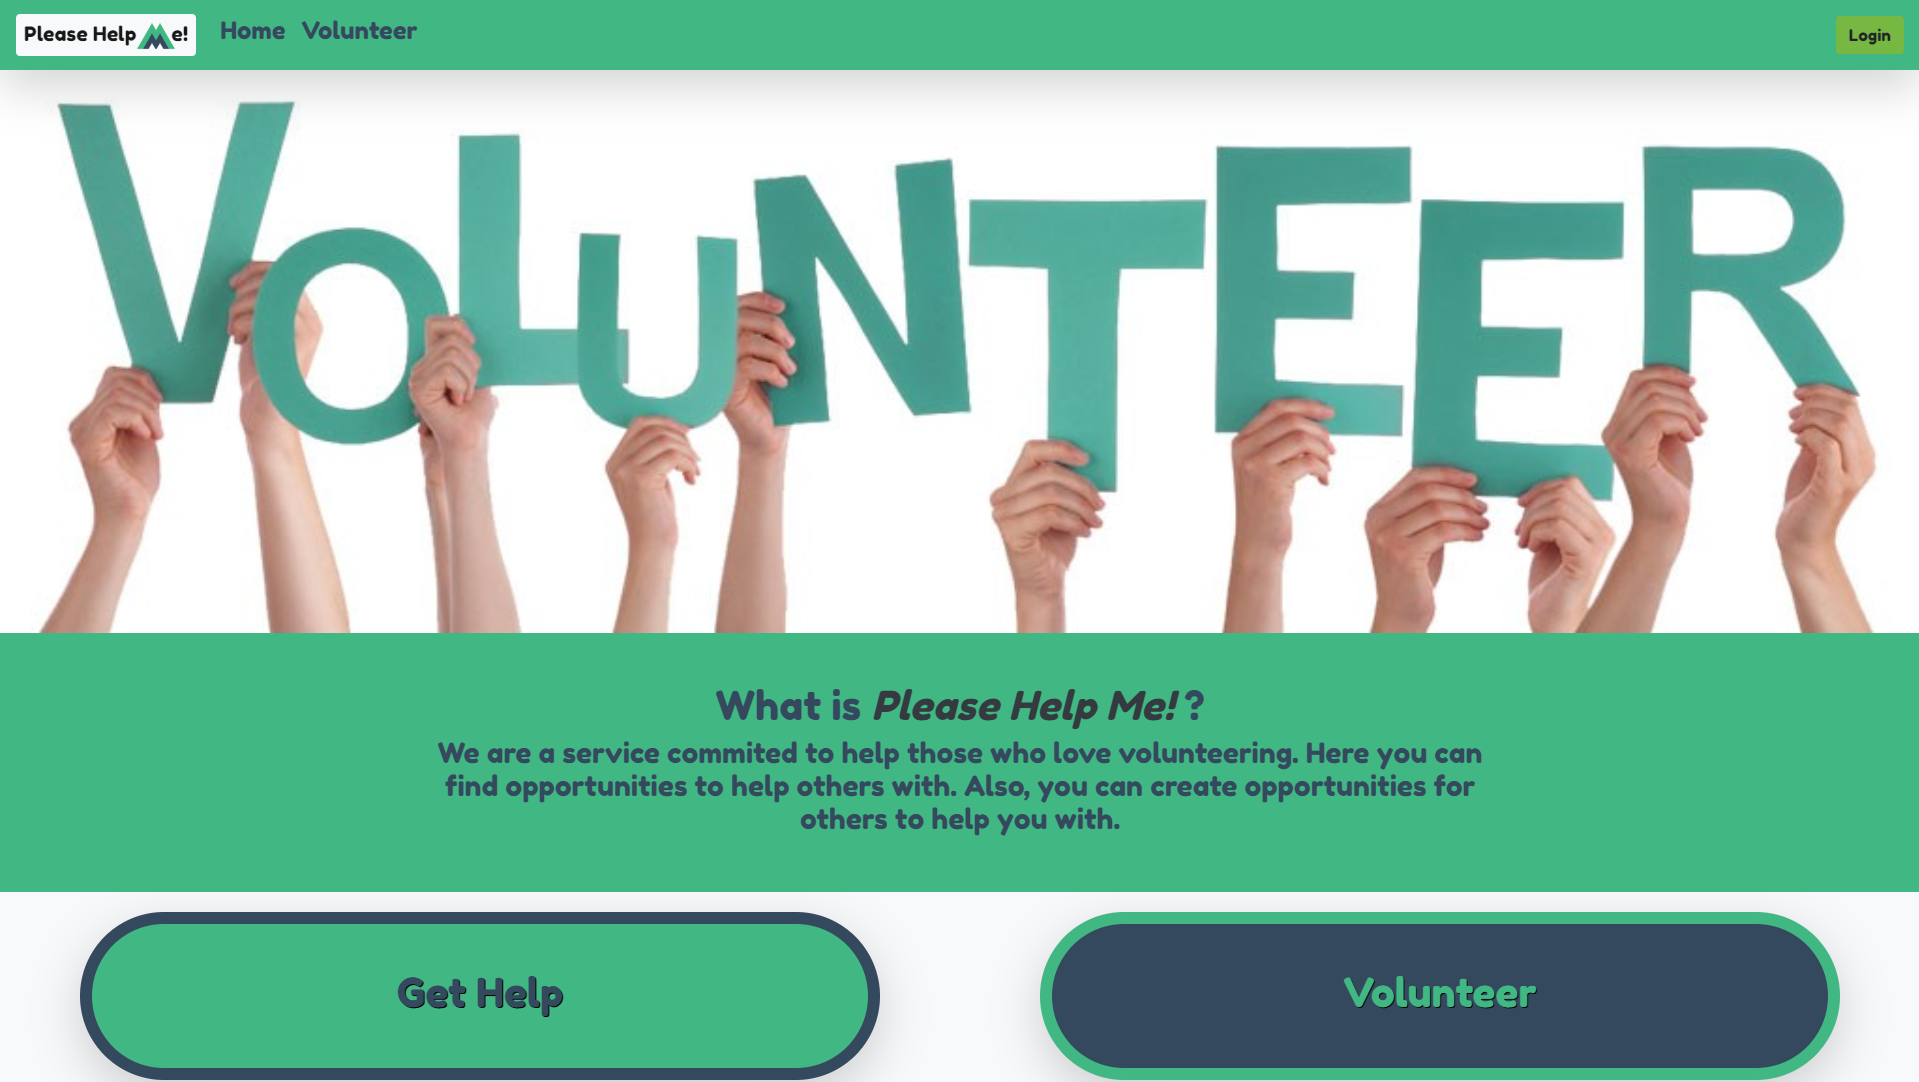 Please Help Me!
Home
Volunteer
Login
VOLUNTEER
What is Please Help Me! ?
We are a service commited to help those who love volunteering. Here you can
find opportunities to help others with. Also, you can create opportunities for
others to help you with.
Get Help
Volunteer